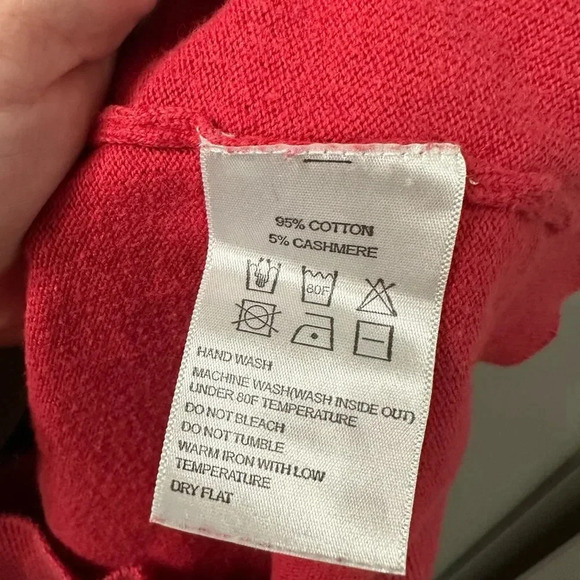 95% COTTON
5% CASHMERE
80F
HAND WASH
MACHINE WASH(WASH INSIDE OUT)
UNDER 80F TEMPERATURE
DO NOT BLEACH
DO NOT TUMBLE
WARM IRON WITH LOW
TEMPERATURE
DRY FLAT